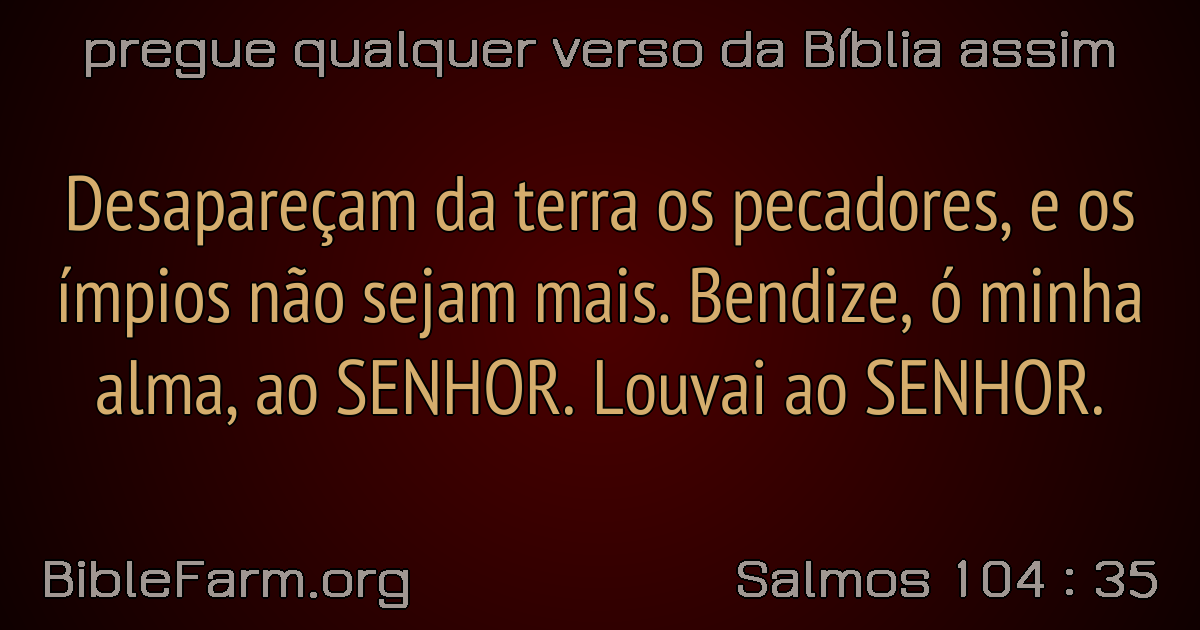 pregue qualquer verso da Bíblia assim
Desapareçam da terra os pecadores, e os
ímpios não sejam mais. Bendize, ó minha
alma, ao SENHOR. Louvai ao SENHOR.
BibleFarm.org
Salmos 104 : 35